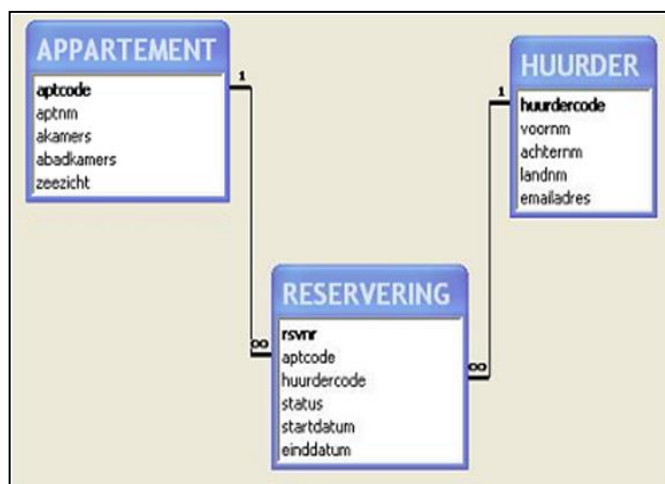 APPARTEMENT
aptcode
aptnm
akamers
abadkamers
zeezicht
1
HUURDER
1
huurdercode
voornm
achternm
landnm
emailadres
RESERVERING
∞
rsvnr
aptcode
huurdercode
∞
status
startdatum
einddatum